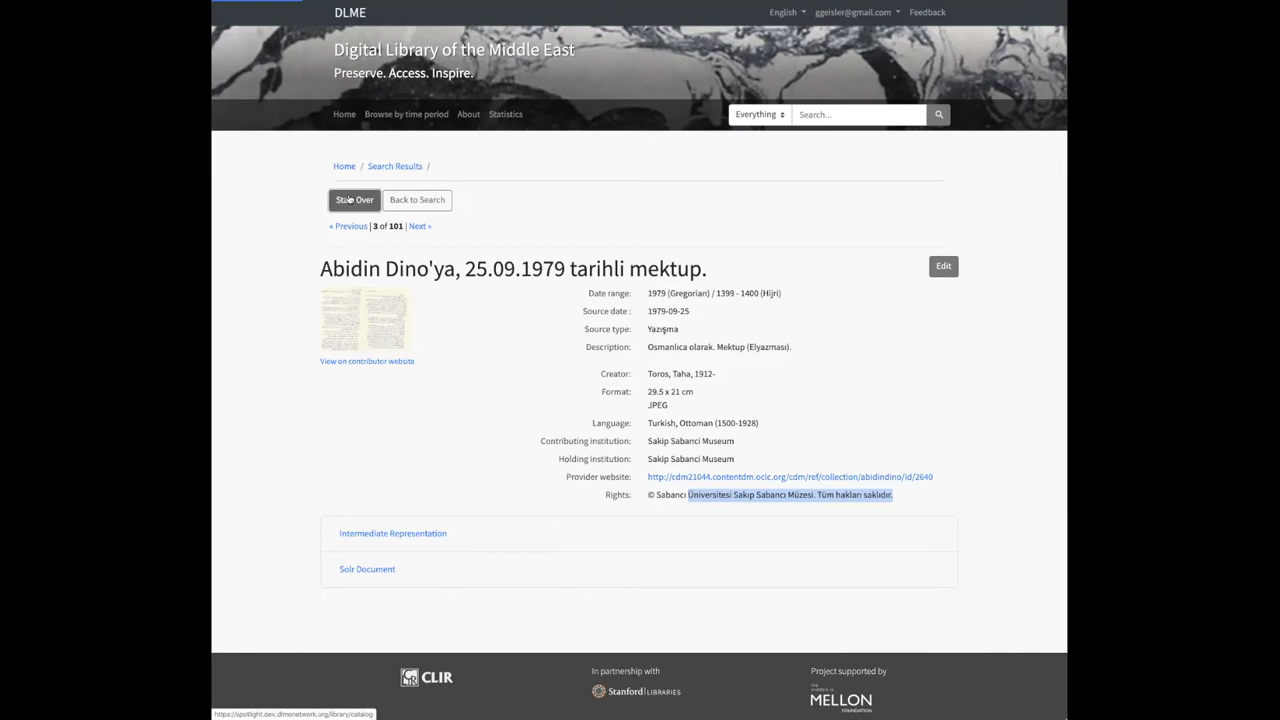 DLME
English
ggeisler@gmail.com
Feedback
Digital Library of the Middle East
Preserve. Access. Inspire.
Home
Browse by time period
About
Statistics
Everything
Search...
Home / Search Results /
Start Over
Back to Search
« Previous | 3 of 101 Next »
Abidin Dino'ya, 25.09.1979 tarihli mektup.
Edit
View on contributor website
Date range: 1979 (Gregorian) / 1399 - 1400 (Hijri)
Source date : 1979-09-25
Source type: Yazışma
Description: Osmanlıca olarak. Mektup (Elyazması).
Creator: Toros, Taha, 1912-
Format: 29.5 x 21 cm
JPEG
Language: Turkish, Ottoman (1500-1928)
Contributing institution: Sakip Sabanci Museum
Holding institution: Sakip Sabanci Museum
Provider website: http://cdm21044.contentdm.oclc.org/cdm/ref/collection/abidindino/id/2640
Rights: © Sabancı Üniversitesi Sakıp Sabancı Müzesi. Tüm hakları saklıdır.
Intermediate Representation
Solr Document
CLIR
In partnership with
Stanford LIBRARIES
Project supported by
MELLON
FOUNDATION
https://spotlight.dev.dlmenetwork.org/library/catalog